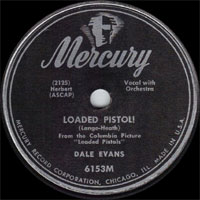 Mercury
(2125)
Herbert
(ASCAP)
Vocal with
Orchestra
LOADED PISTOL!
(Lange-Heath)
From the Columbia Picture
"Loaded Pistols"
DALE EVANS
6153M
MERCURY RECORD CORPORATION, CHICAGO, ILL. MADE IN U.S.A.